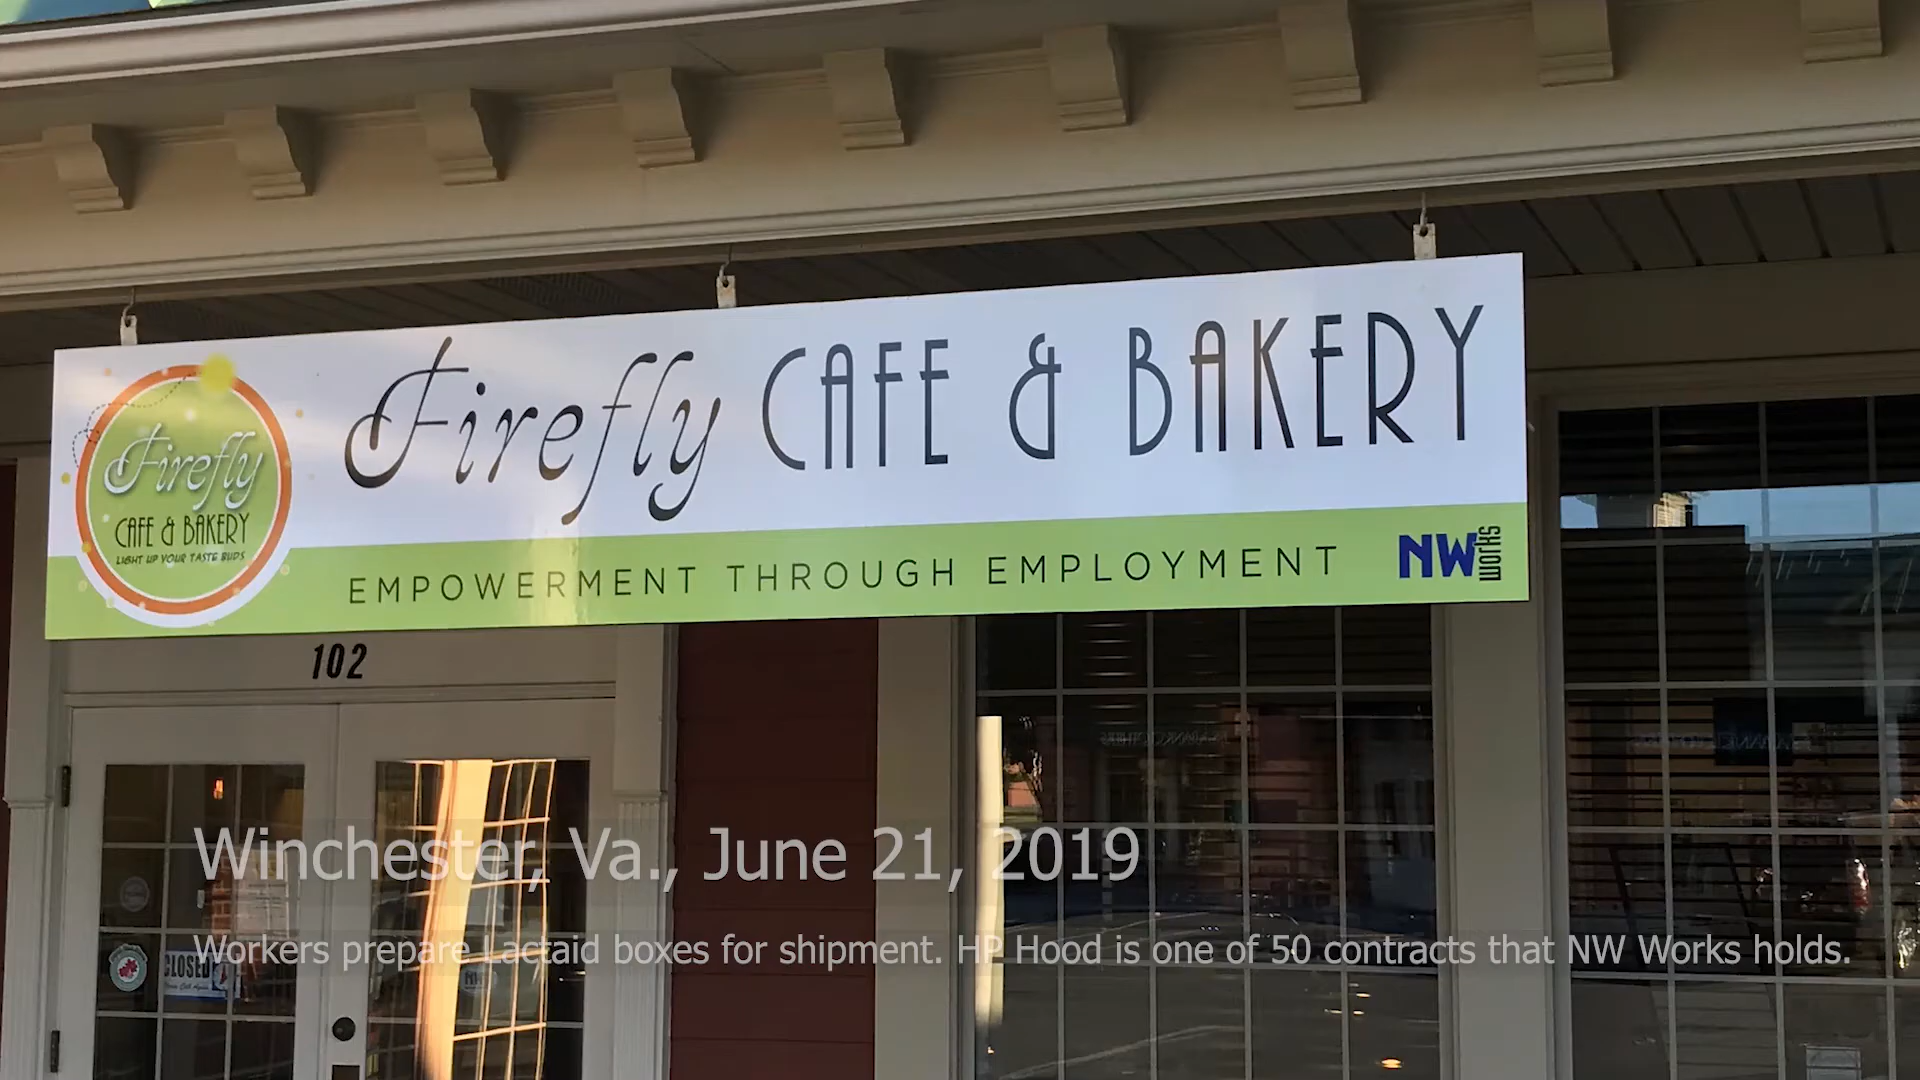 Firefly CAFE & BAKERY
Firefly
CAFE & BAKERY
LIGHT UP YOUR TASTE BUDS
EMPOWERMENT THROUGH EMPLOYMENT
NW works
102
Winchester, Va., June 21, 2019
Workers prepare Lactaid boxes for shipment. HP Hood is one of 50 contracts that NW Works holds.
CLOSED